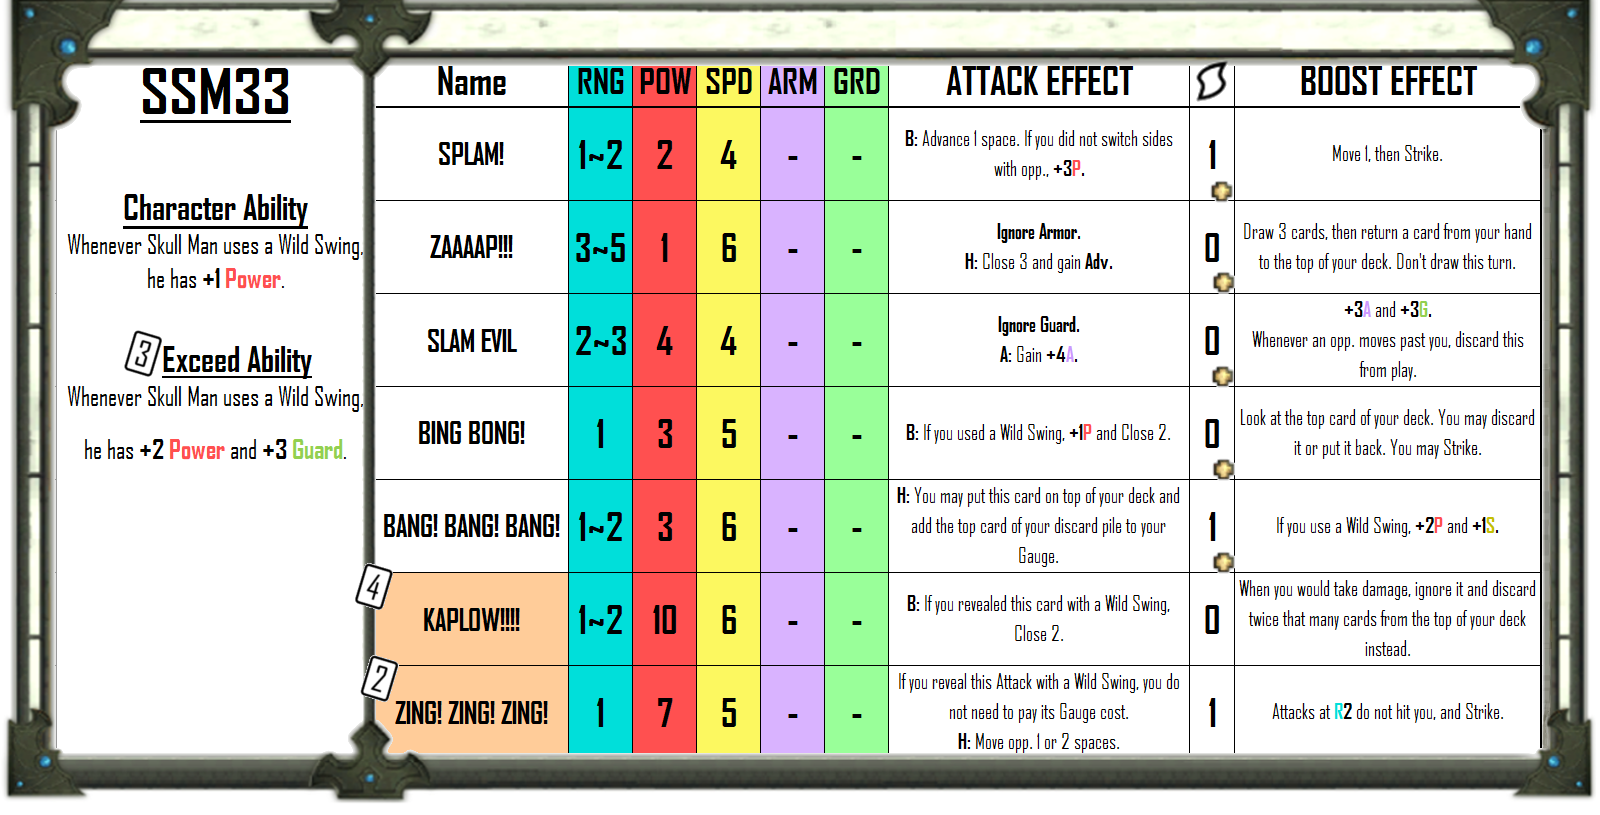 SSM33
Character Ability
Whenever Skull Man uses a Wild Swing,
he has +1 Power.
3
Exceed Ability
Whenever Skull Man uses a Wild Swing,
he has +2 Power and +3 Guard.
Name RNG POW SPD ARM GRD ATTACK EFFECT BOOST EFFECT
SPLAM! 1~2 2 4 - -
B: Advance 1 space. If you did not switch sides
with opp., +3P.
1
Move 1, then Strike.
ZAAAAP!!! 3~5 1 6 - -
Ignore Armor.
H: Close 3 and gain Adv.
0
Draw 3 cards, then return a card from your hand
to the top of your deck. Don't draw this turn.
SLAM EVIL 2~3 4 4 - -
Ignore Guard.
A: Gain +4A.
0
+3A and +3G.
Whenever an opp. moves past you, discard this
from play.
BING BONG! 1 3 5 - -
B: If you used a Wild Swing, +1P and Close 2.
0
Look at the top card of your deck. You may discard
it or put it back. You may Strike.
BANG! BANG! BANG! 1~2 3 6 - -
H: You may put this card on top of your deck and
add the top card of your discard pile to your
Gauge.
1
If you use a Wild Swing, +2P and +1S.
4
KAPLOW!!!! 1~2 10 6 - -
B: If you revealed this card with a Wild Swing,
Close 2.
0
When you would take damage, ignore it and discard
twice that many cards from the top of your deck
instead.
2
ZING! ZING! ZING! 1 7 5 - -
If you reveal this Attack with a Wild Swing, you do
not need to pay its Gauge cost.
H: Move opp. 1 or 2 spaces.
1
Attacks at R2 do not hit you, and Strike.